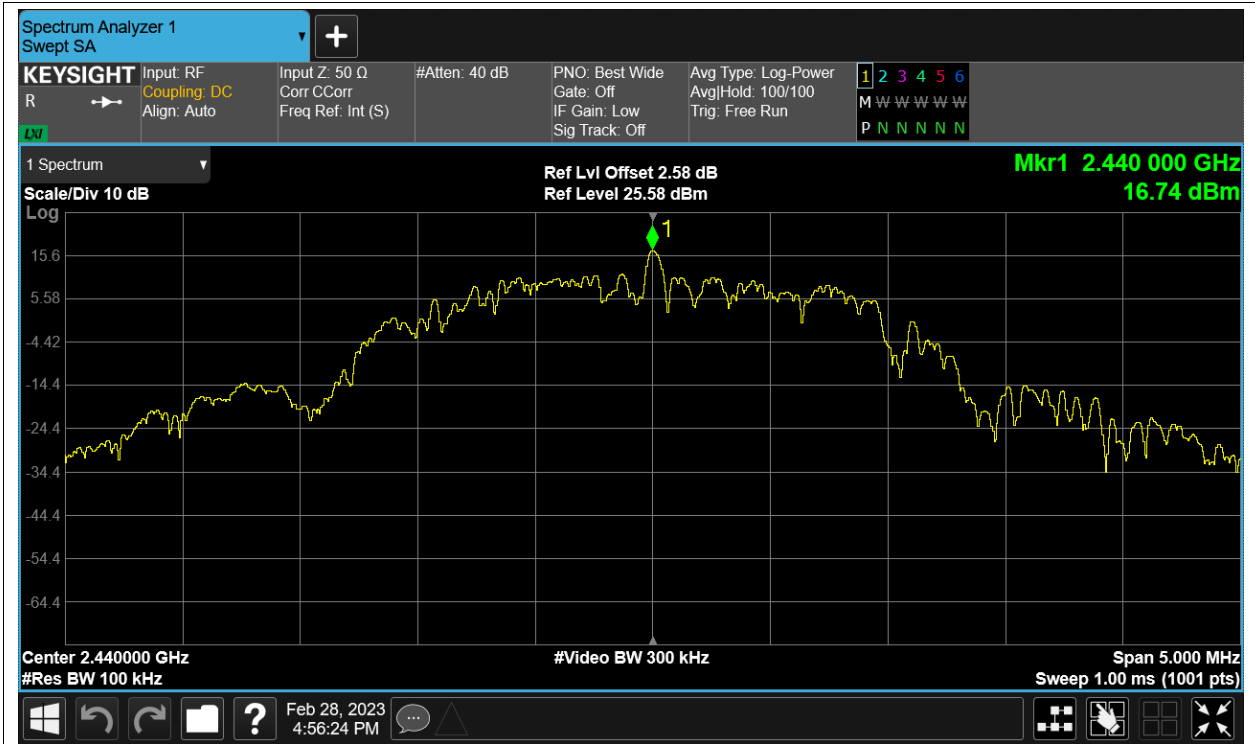 Spectrum Analyzer 1
Swept SA
+
KEYSIGHT
R
LXI
Input: RF
Coupling: DC
Align: Auto
Input Z: 50 Ω
Corr CCorr
Freq Ref: Int (S)
#Atten: 40 dB
PNO: Best Wide
Gate: Off
IF Gain: Low
Sig Track: Off
Avg Type: Log-Power
Avg|Hold: 100/100
Trig: Free Run
1 2 3 4 5 6
M W W W W W W
P N N N N N
1 Spectrum
Scale/Div 10 dB
Log
Ref Lvl Offset 2.58 dB
Ref Level 25.58 dBm
Mkr1 2.440 000 GHz
16.74 dBm
1
15.6
5.58
-4.42
-14.4
-24.4
-34.4
-44.4
-54.4
-64.4
Center 2.440000 GHz
#Res BW 100 kHz
#Video BW 300 kHz
Span 5.000 MHz
Sweep 1.00 ms (1001 pts)
?
Feb 28, 2023
4:56:24 PM